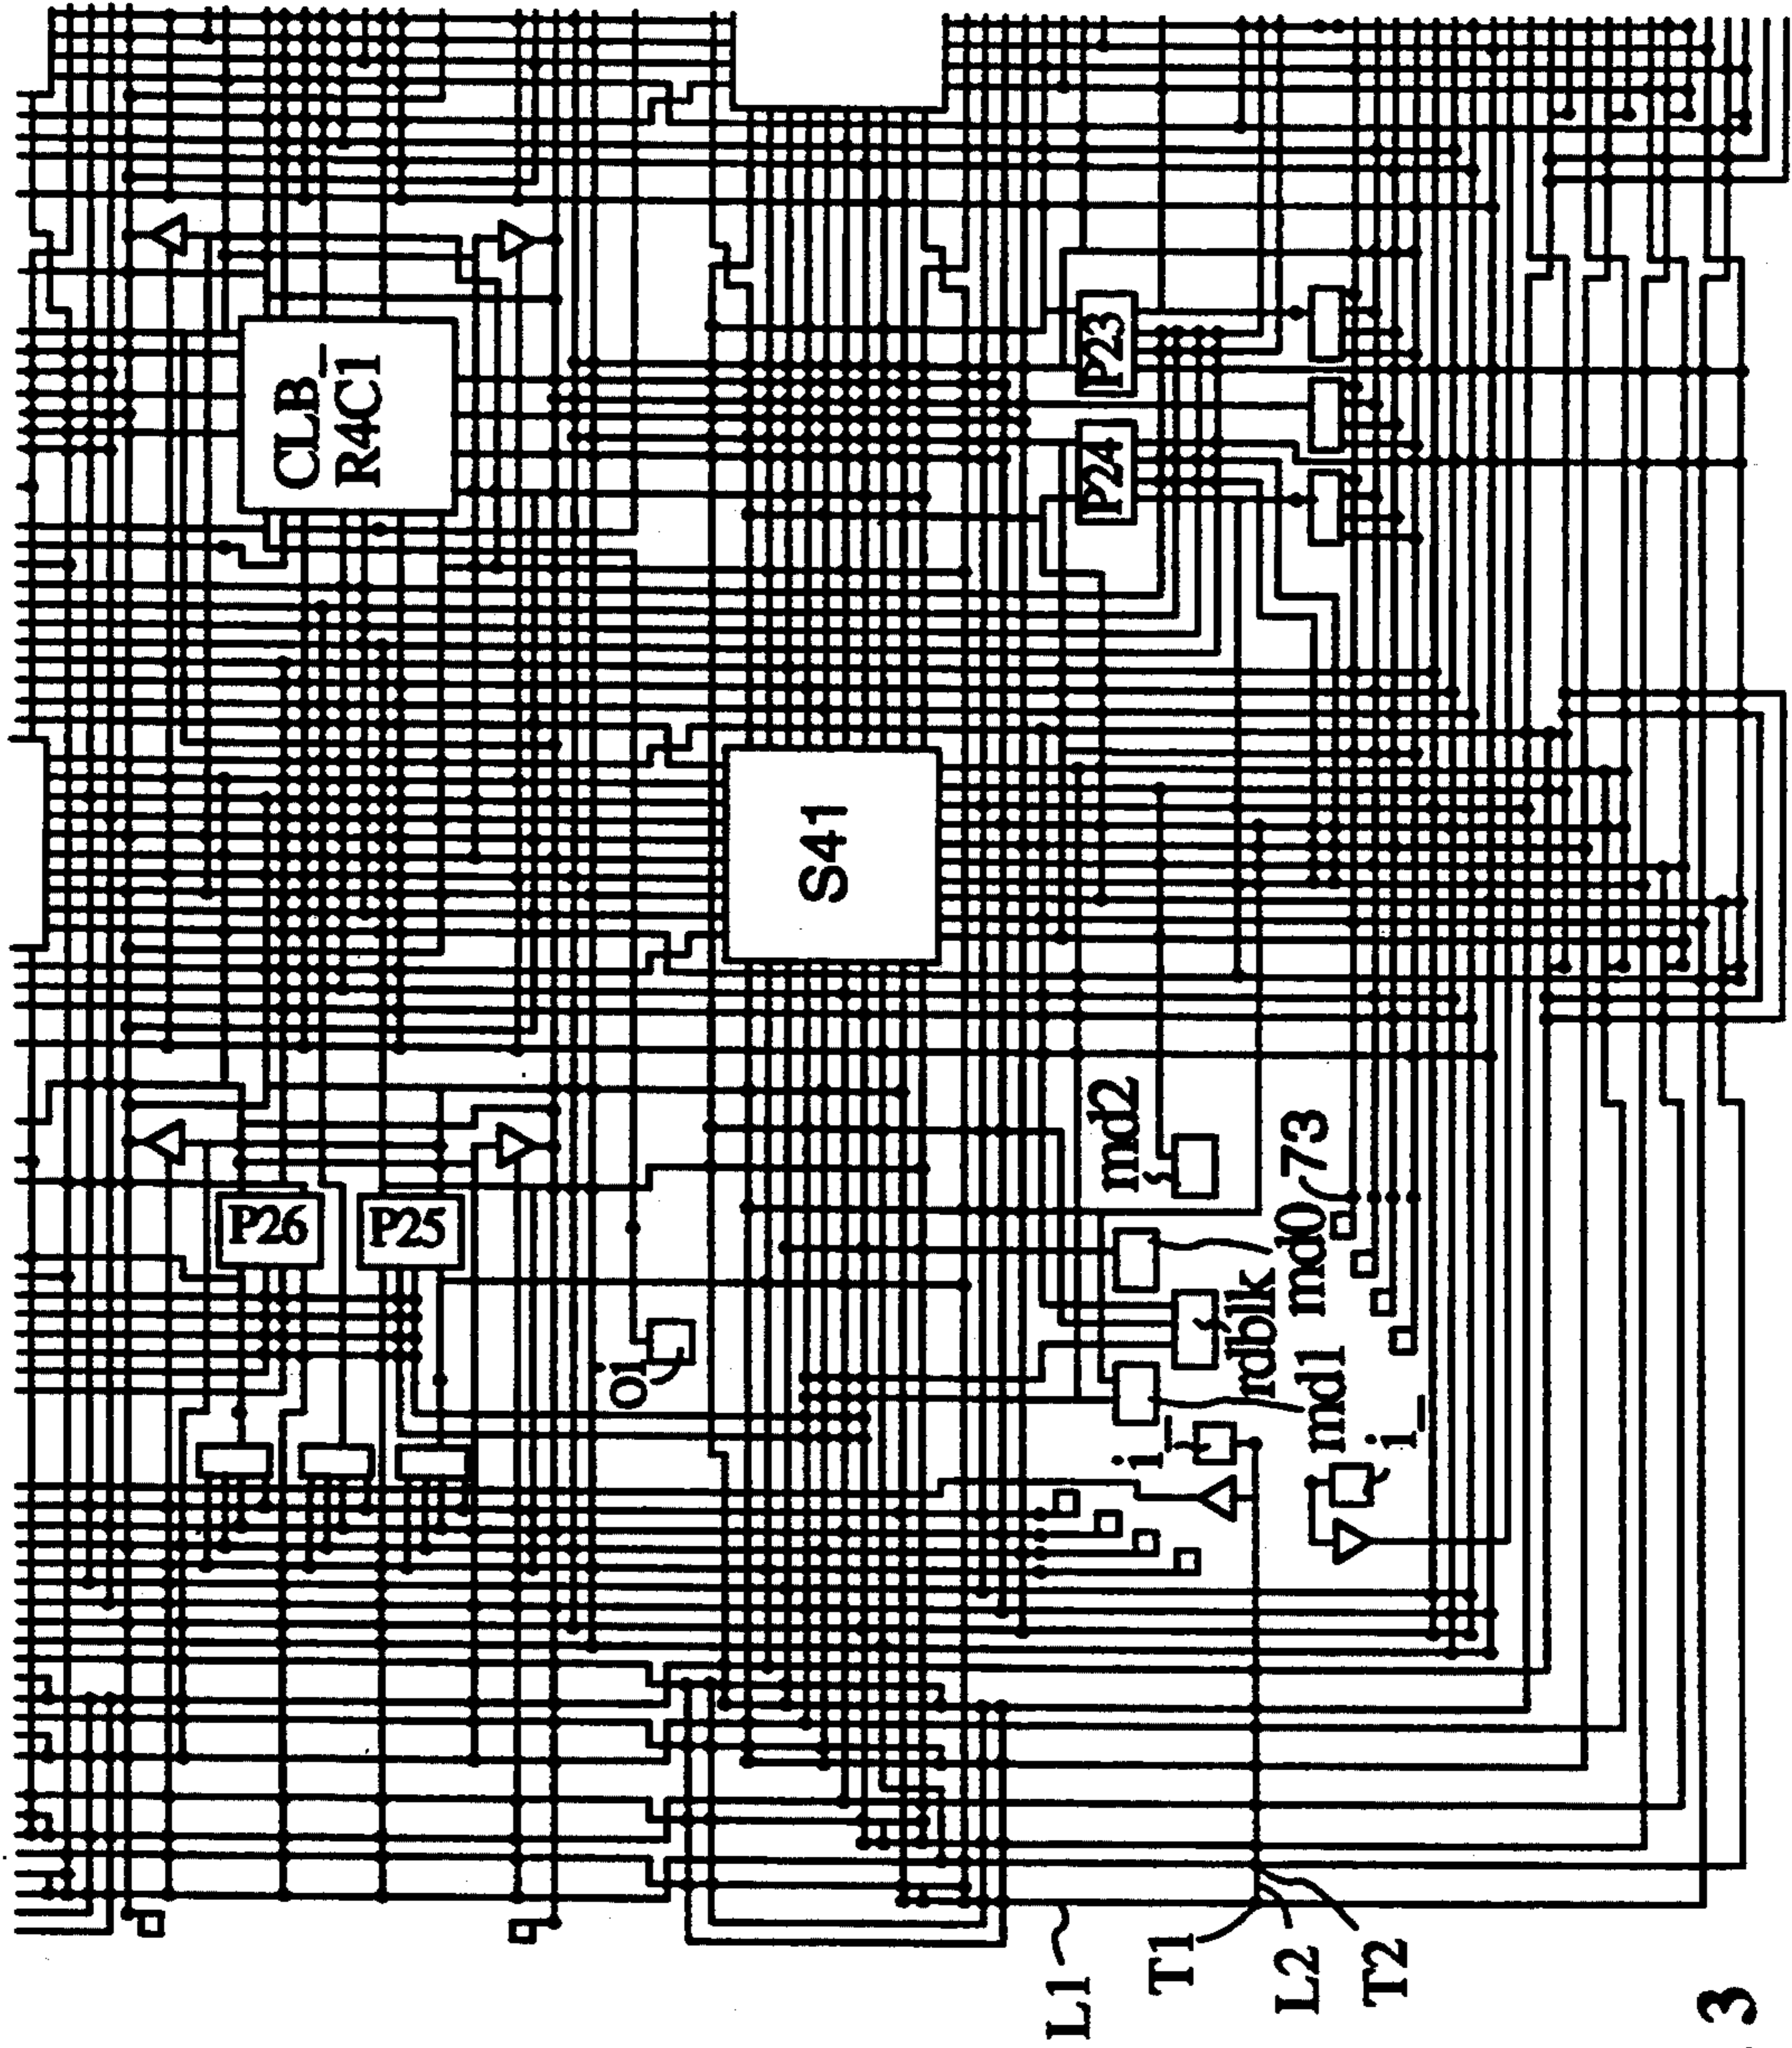 CLB_
R4C1
P23
P24
S41
P26
P25
md2
73
md0
o1
rdblk
md1
i_
i_
L1
T1
L2
T2
3